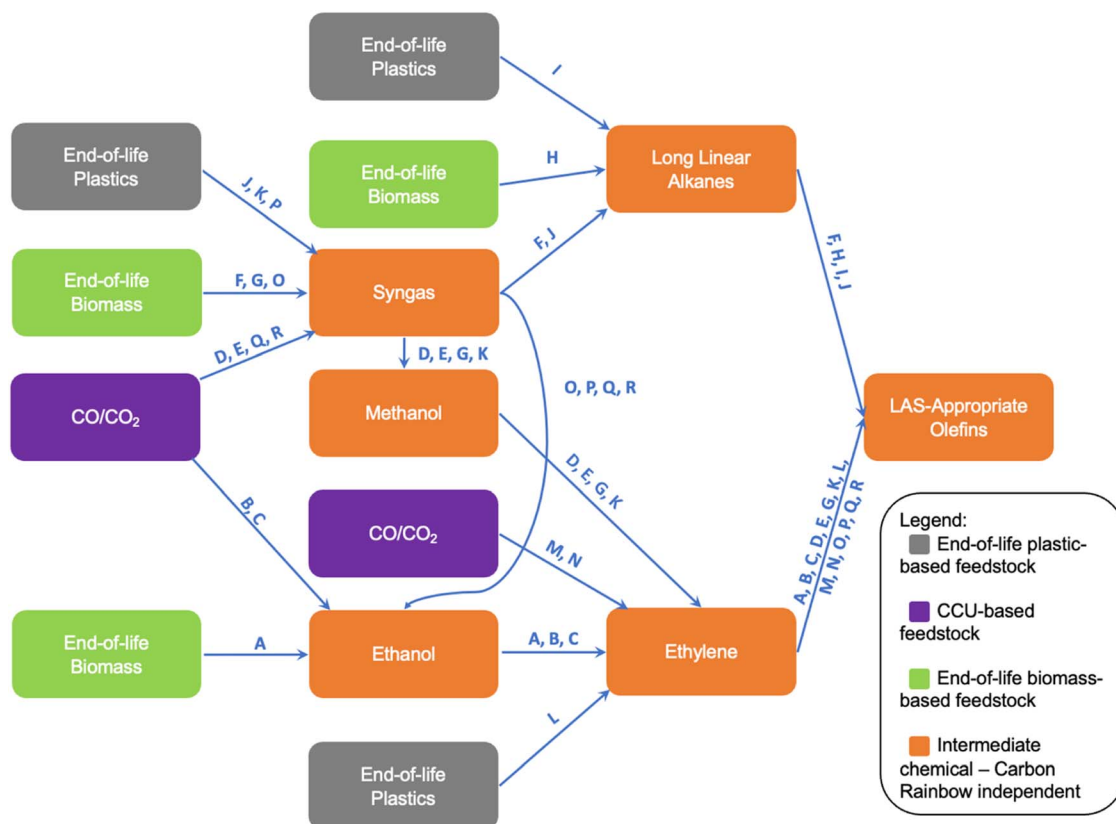 End-of-life
Plastics
I
End-of-life
Plastics
J, K, P
End-of-life
Biomass
H
Long Linear
Alkanes
F, J
F, H, I, J
End-of-life
Biomass
F, G, O
Syngas
D, E, Q, R
D, E, G, K
O, P, Q, R
CO/CO₂
Methanol
LAS-Appropriate
Olefins
D, E, G, K
B, C
CO/CO₂
M, N
A, B, C, D, E, G, K, L,
M, N, O, P, Q, R
End-of-life
Biomass
A
Ethanol
A, B, C
Ethylene
L
End-of-life
Plastics
Legend:
End-of-life plastic-
based feedstock
CCU-based
feedstock
End-of-life biomass-
based feedstock
Intermediate
chemical – Carbon
Rainbow independent